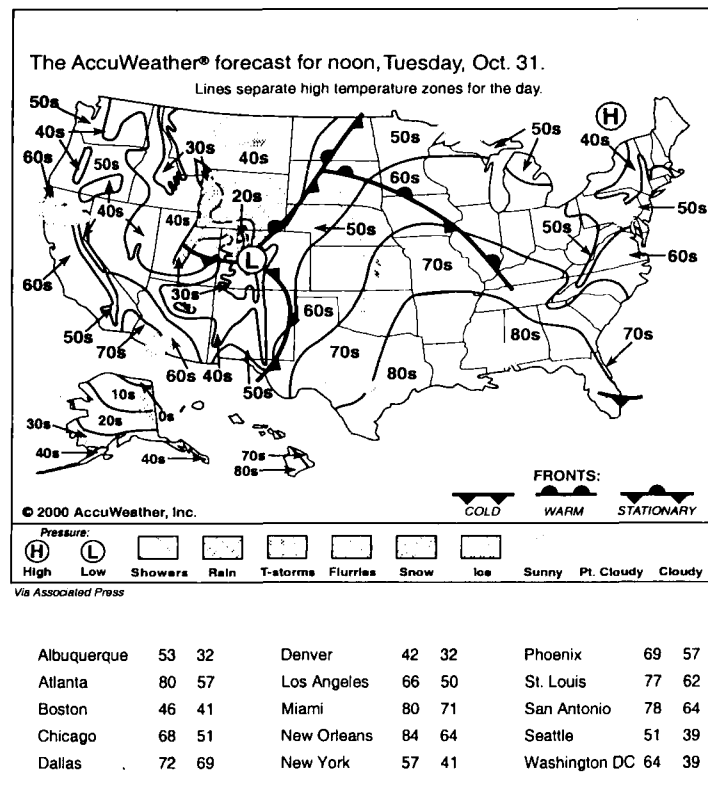 The AccuWeather® forecast for noon, Tuesday, Oct. 31.
Lines separate high temperature zones for the day.
50s
40s
60s
50s
40s
30s
40s
20s
40s
50s
60s
50s
H
40s
50s
60s
50s
50s
60s
70s
30s
L
60s
50s
70s
60s
40s
50s
70s
80s
80s
70s
10s
0s
20s
30s
40s
40s
70s
80s
FRONTS:
COLD WARM STATIONARY
© 2000 AccuWeather, Inc.
Pressure:
H L
High Low Showers Rain T-storms Flurries Snow Ice Sunny Pt. Cloudy Cloudy
Via Associated Press
Albuquerque 53 32 Denver 42 32 Phoenix 69 57
Atlanta 80 57 Los Angeles 66 50 St. Louis 77 62
Boston 46 41 Miami 80 71 San Antonio 78 64
Chicago 68 51 New Orleans 84 64 Seattle 51 39
Dallas 72 69 New York 57 41 Washington DC 64 39